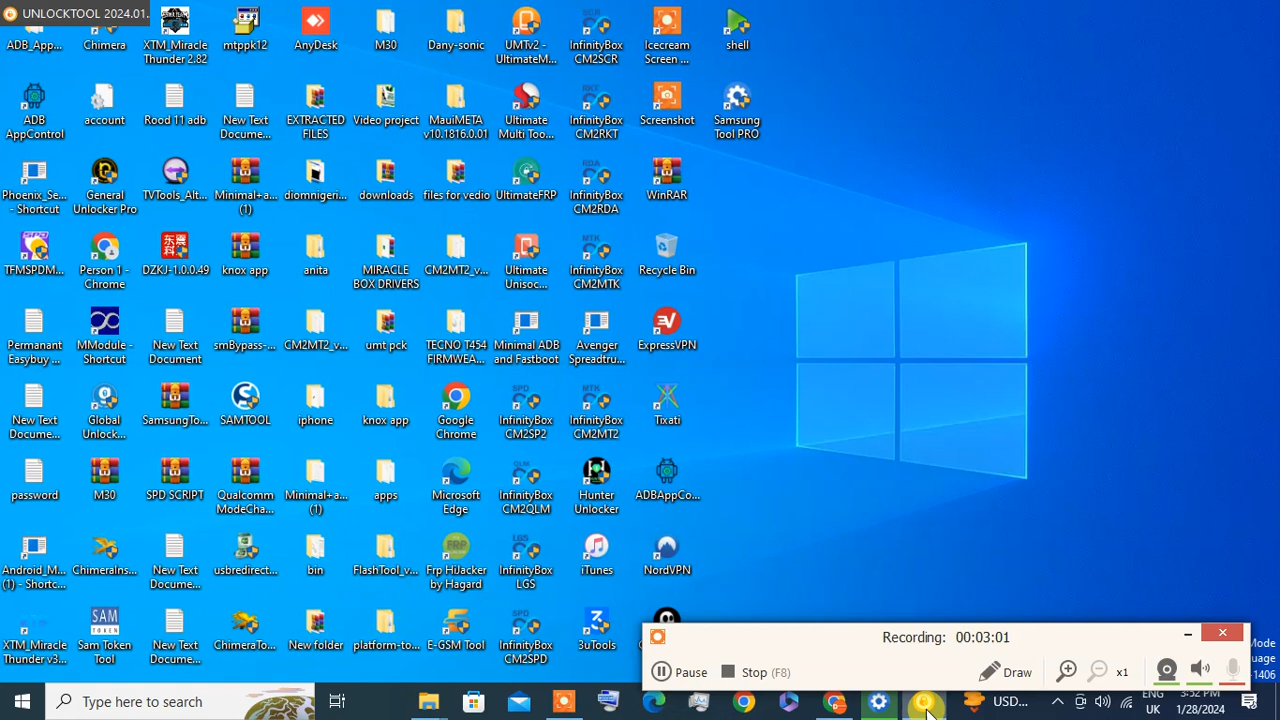 UNLOCKTOOL 2024.01.
ADB_App...
Chimera
XTM_Miracle
Thunder 2.82
mtppk12
AnyDesk
M30
Dany-sonic
UMTv2 -
UltimateM...
InfinityBox
CM2SCR
Icecream
Screen ...
shell
ADB
AppControl
account
Rood 11 adb
New Text
Docume...
EXTRACTED
FILES
Video project
MauiMETA
v10.1816.0.01
Ultimate
Multi Too...
InfinityBox
CM2RKT
Screenshot
Samsung
Tool PRO
Phoenix_Se...
- Shortcut
General
Unlocker Pro
TVTools_Alt...
Minimal+a...
(1)
diomnigeri...
downloads
files for vedio
UltimateFRP
InfinityBox
CM2RDA
WinRAR
TFMSPDM...
Person 1 -
Chrome
DZKJ-1.0.0.49
knox app
anita
MIRACLE
BOX DRIVERS
CM2MT2_v...
Ultimate
Unisoc...
InfinityBox
CM2MTK
Recycle Bin
Permanant
Easybuy ...
MModule -
Shortcut
New Text
Document
smBypass-...
CM2MT2_v...
umt pck
TECNO T454
FIRMWEA...
Minimal ADB
and Fastboot
Avenger
Spreadtru...
ExpressVPN
New Text
Docume...
Global
Unlock...
SamsungTo...
SAMTOOL
iphone
knox app
Google
Chrome
InfinityBox
CM2SP2
InfinityBox
CM2MT2
Tixati
password
M30
SPD SCRIPT
Qualcomm
ModeCha...
Minimal+a...
(1)
apps
Microsoft
Edge
InfinityBox
CM2QLM
Hunter
Unlocker
ADBAppCo...
Android_M...
(1) - Shortc...
ChimeraIns...
New Text
Docume...
usbredirect...
bin
FlashTool_v...
Frp HiJacker
by Hagard
InfinityBox
LGS
iTunes
NordVPN
XTM_Miracle
Thunder v3...
Sam Token
Tool
New Text
Docume...
ChimeraTo...
New folder
platform-to...
E-GSM Tool
InfinityBox
CM2SPD
3uTools
Recording: 00:03:01
Pause
Stop (F8)
Draw
x1
Mode
uage
1406
Type here to search
USD...
ENG
UK
3:52 PM
1/28/2024